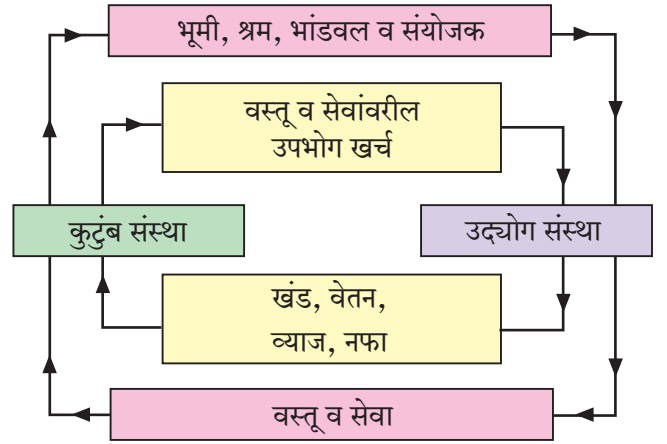 भूमी, श्रम, भांडवल व संयोजक
वस्तू व सेवांवरील
उपभोग खर्च
कुटुंब संस्था
उद्योग संस्था
खंड, वेतन,
व्याज, नफा
वस्तू व सेवा